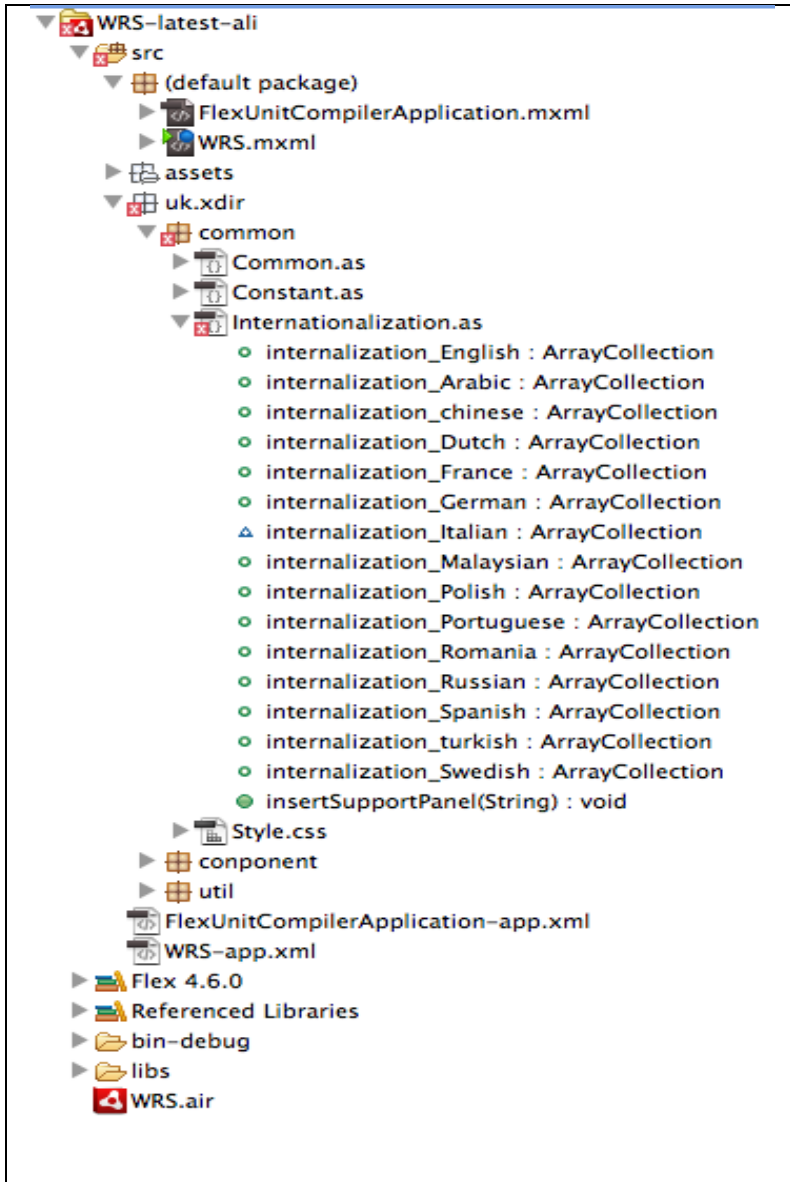 WRS-latest-ali
src
(default package)
FlexUnitCompilerApplication.mxml
WRS.mxml
assets
uk.xdir
common
Common.as
Constant.as
Internationalization.as
internalization_English : ArrayCollection
internalization_Arabic : ArrayCollection
internalization_chinese : ArrayCollection
internalization_Dutch : ArrayCollection
internalization_France : ArrayCollection
internalization_German : ArrayCollection
internalization_Italian : ArrayCollection
internalization_Malaysian : ArrayCollection
internalization_Polish : ArrayCollection
internalization_Portuguese : ArrayCollection
internalization_Romania : ArrayCollection
internalization_Russian : ArrayCollection
internalization_Spanish : ArrayCollection
internalization_turkish : ArrayCollection
internalization_Swedish : ArrayCollection
insertSupportPanel(String) : void
Style.css
conponent
util
FlexUnitCompilerApplication-app.xml
WRS-app.xml
Flex 4.6.0
Referenced Libraries
bin-debug
libs
WRS.air